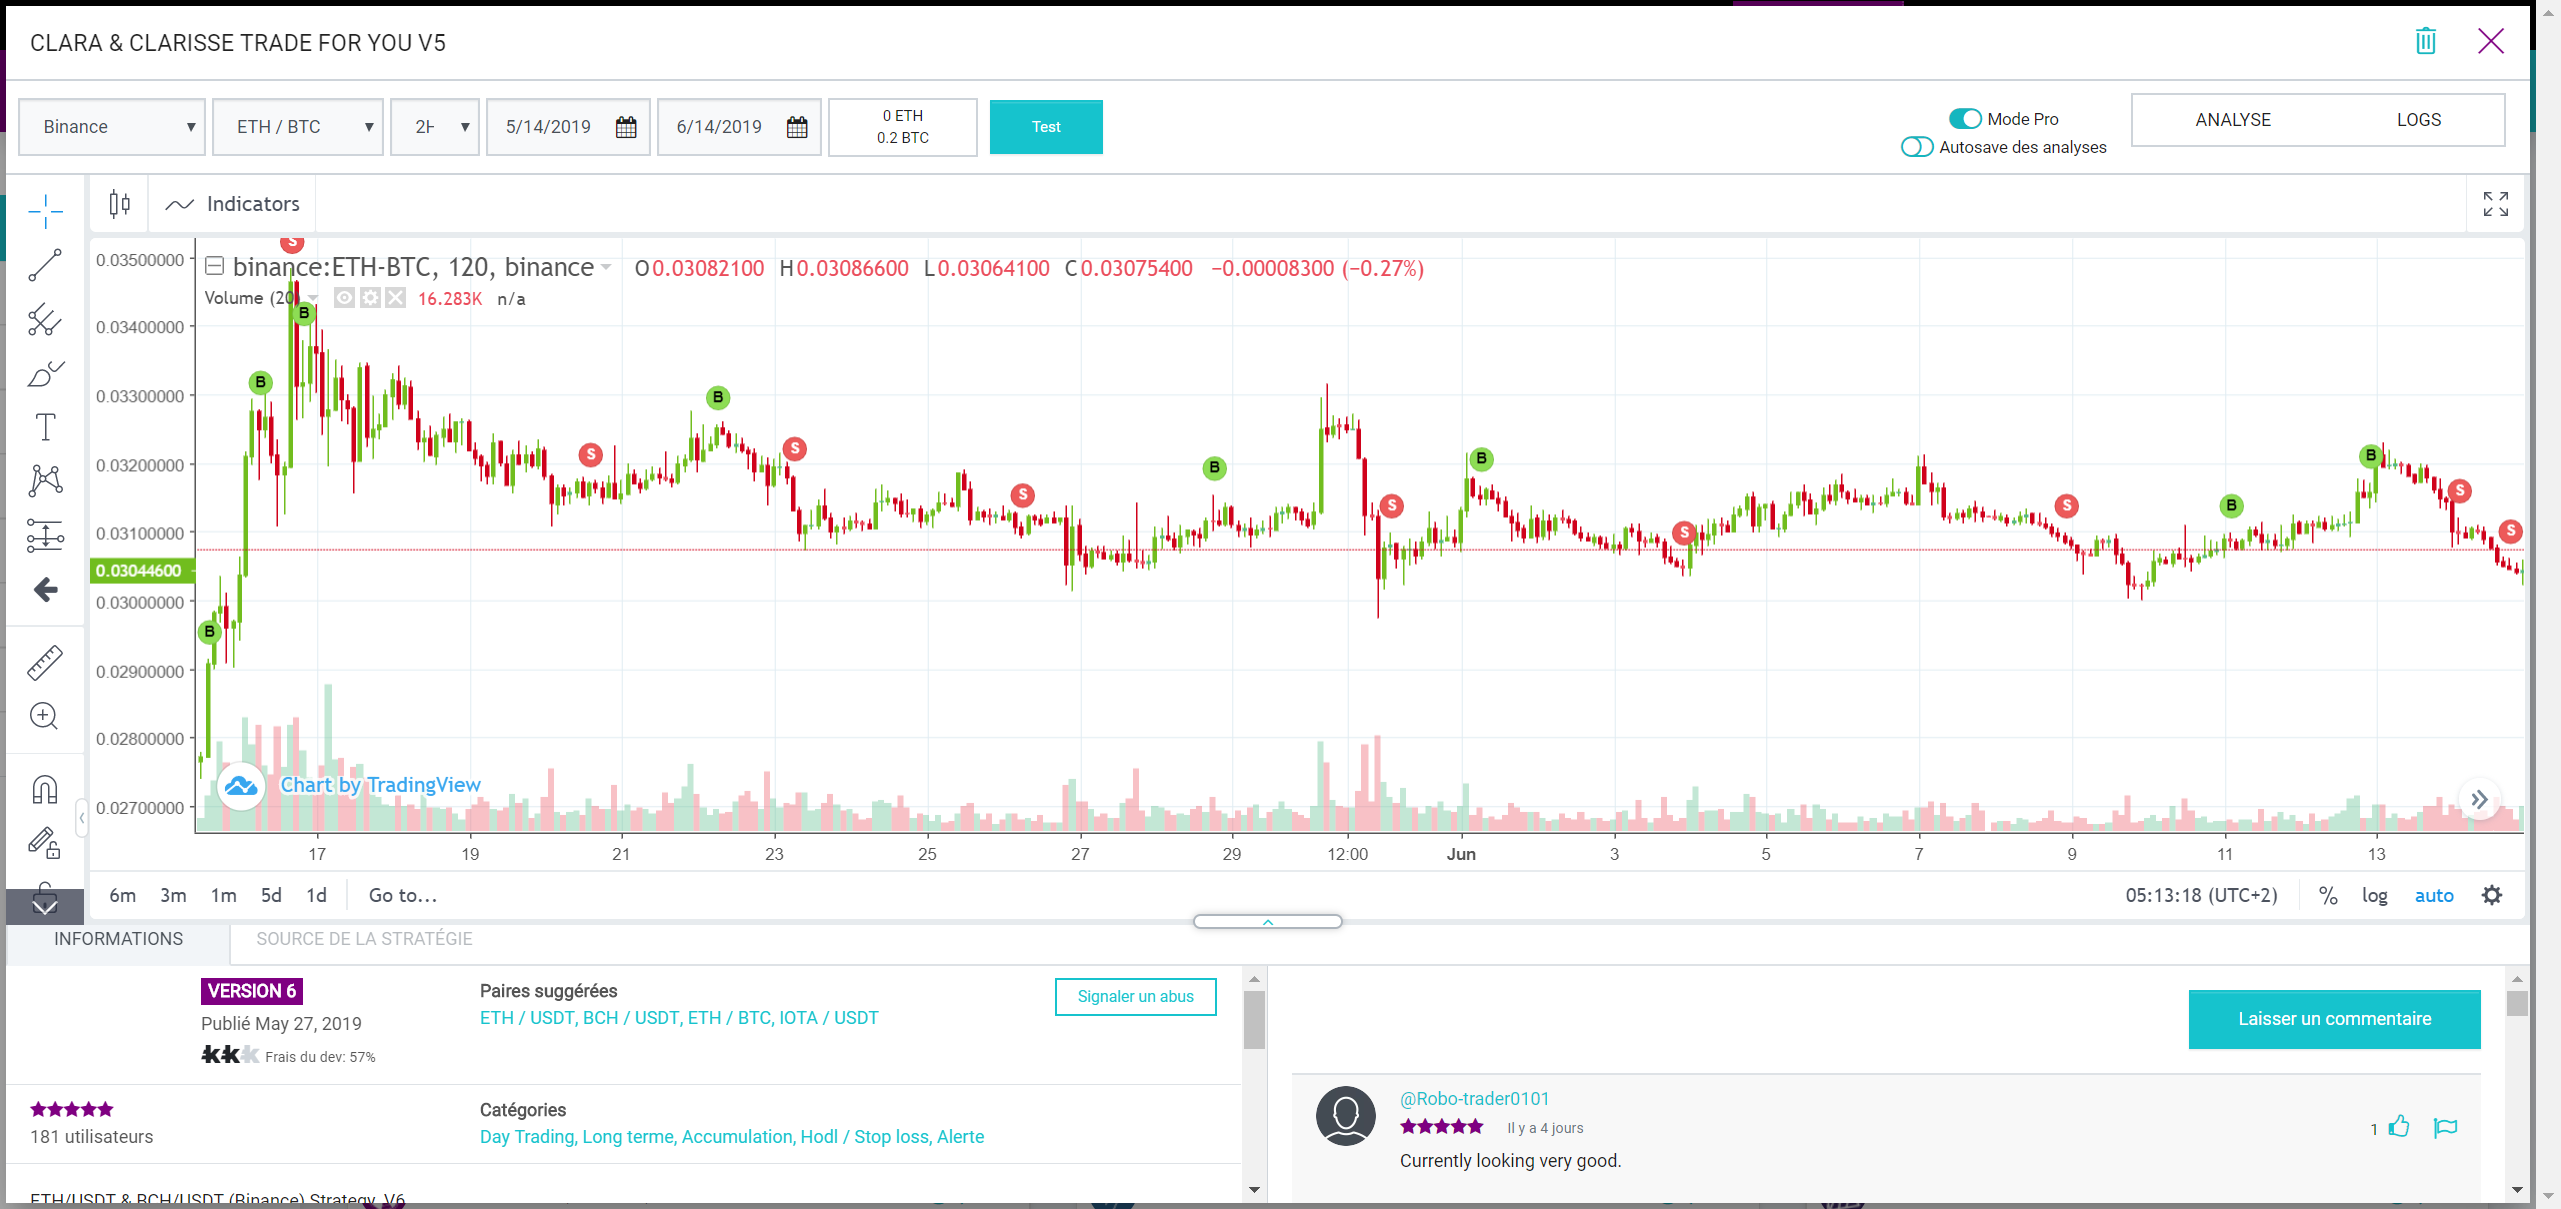 CLARA & CLARISSE TRADE FOR YOU V5
Binance
ETH / BTC
5/14/2019
6/14/2019
0 ETH
0.2 BTC
Test
Mode Pro
Autosave des analyses
ANALYSE
LOGS
Indicators
binance:ETH-BTC, 120, binance O0.03082100 H0.03086600 L0.03064100 C0.03075400 −0.00008300 (−0.27%)
Volume (20) 16.283K n/a
0.03500000
0.03400000
0.03300000
0.03200000
0.03100000
0.03044600
0.03000000
0.02900000
0.02800000
0.02700000
S
B
B
B
S
B
S
S
B
S
B
S
S
B
B
S
S
Chart by TradingView
17 19 21 23 25 27 29 12:00 Jun 3 5 7 9 11 13
6m 3m 1m 5d 1d Go to...
05:13:18 (UTC+2) % log auto
INFORMATIONS
SOURCE DE LA STRATÉGIE
VERSION 6
Publié May 27, 2019
Frais du dev: 57%
Paires suggérées
ETH / USDT, BCH / USDT, ETH / BTC, IOTA / USDT
Signaler un abus
181 utilisateurs
Catégories
Day Trading, Long terme, Accumulation, Hodl / Stop loss, Alerte
ETH/USDT & BCH/USDT (Binance) Strategy V6
Laisser un commentaire
@Robo-trader0101
Il y a 4 jours
1
Currently looking very good.